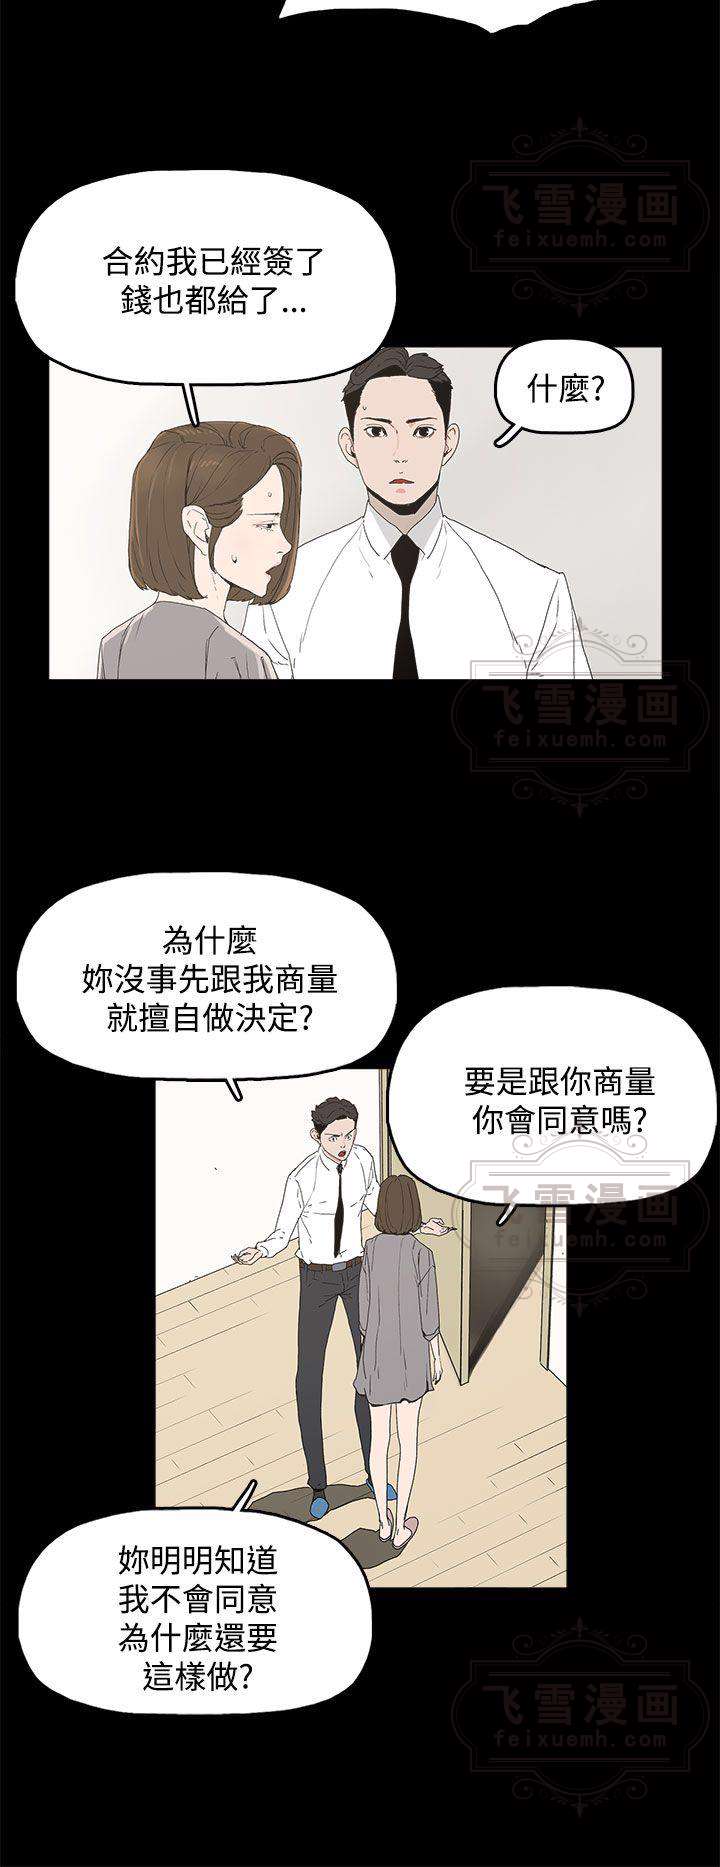 飞雪漫画
feixuemh.com
合約我已經簽了
錢也都給了...
什麼?
飞雪漫画
feixuemh.com
為什麼
妳沒事先跟我商量
就擅自做決定?
要是跟你商量
你會同意嗎?
飞雪漫画
feixuemh.com
妳明明知道
我不會同意
為什麼還要
這樣做?
飞雪漫画
feixuemh.com